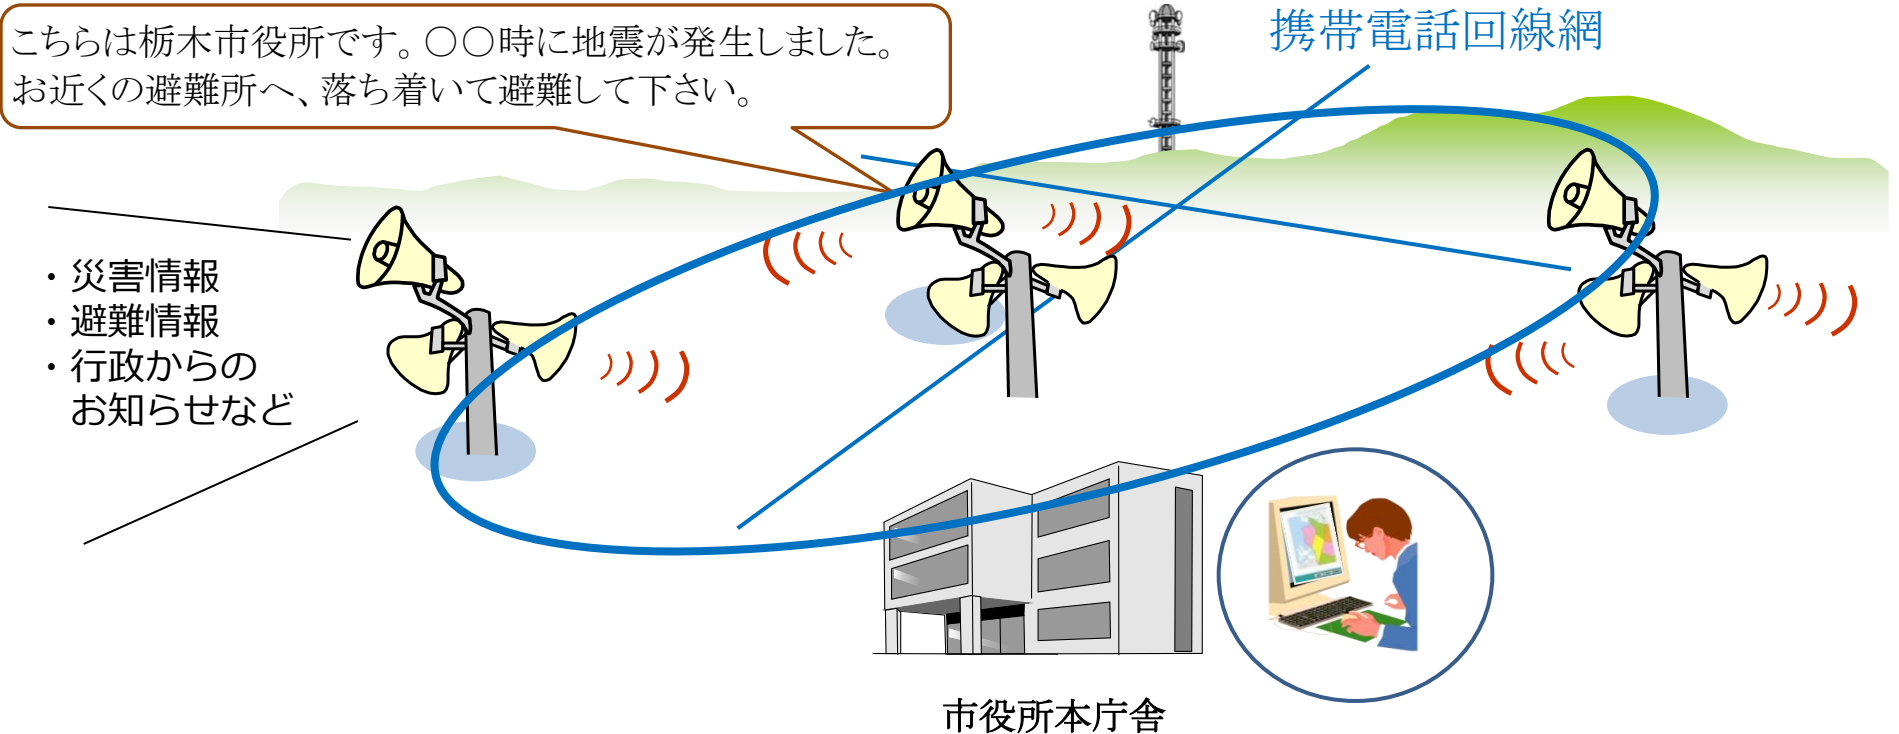 こちらは栃木市役所です。〇〇時に地震が発生しました。
お近くの避難所へ、落ち着いて避難して下さい。
携帯電話回線網
・災害情報
・避難情報
・行政からの
お知らせなど
市役所本庁舎